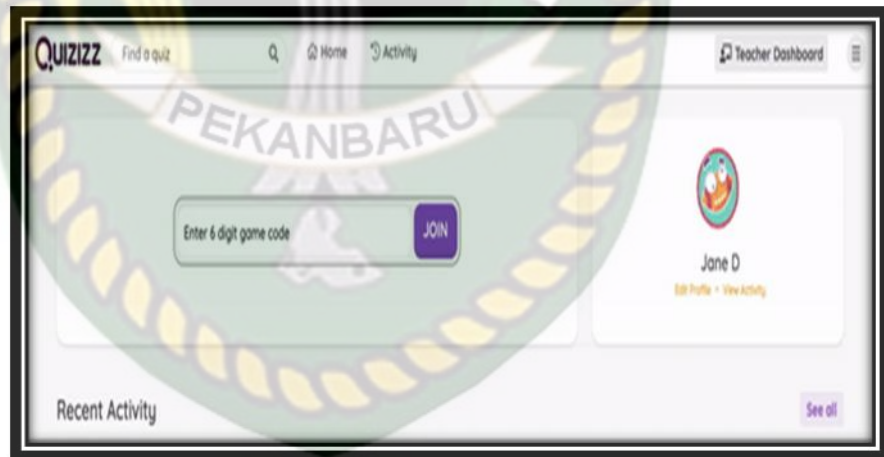 QUIZIZZ Find a quiz Home Activity Teacher Dashboard
PEKANBARU
Enter 6 digit game code JOIN
Jane D
Edit Profile • View Activity
Recent Activity See all